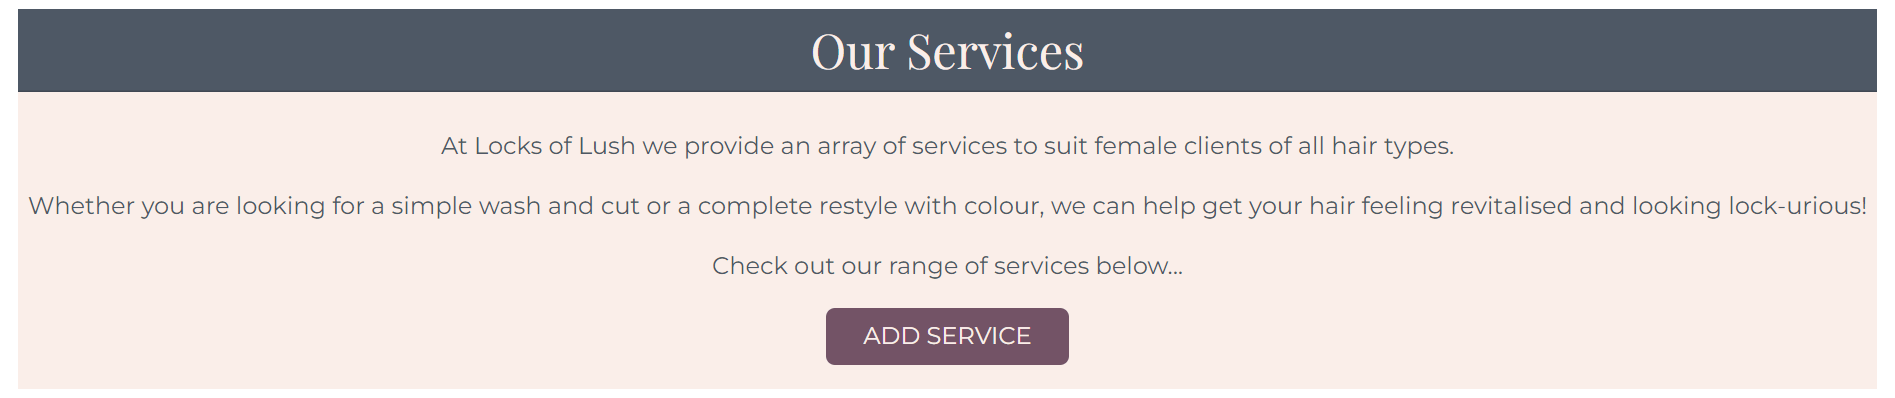 Our Services
At Locks of Lush we provide an array of services to suit female clients of all hair types.
Whether you are looking for a simple wash and cut or a complete restyle with colour, we can help get your hair feeling revitalised and looking lock-urious!
Check out our range of services below...
ADD SERVICE